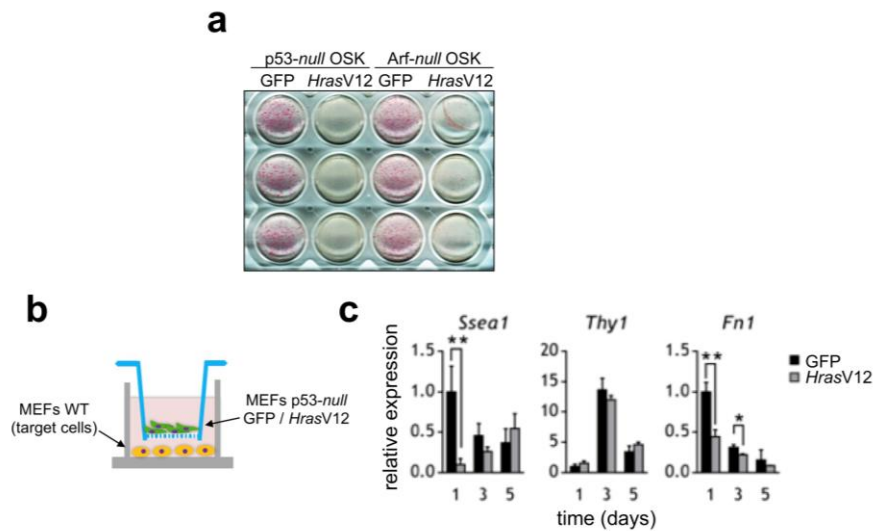 a
p53-null OSK Arf-null OSK
GFP HrasV12 GFP HrasV12
b
MEFs WT
(target cells)
MEFs p53-null
GFP / HrasV12
c
Ssea1 Thy1 Fn1
relative expression
1.5 20 1.5
** **
GFP
HrasV12
1.0 15 1.0
10
0.5 5 * 0.5
0.0 0 0.0
1 3 5 1 3 5 1 3 5
time (days)